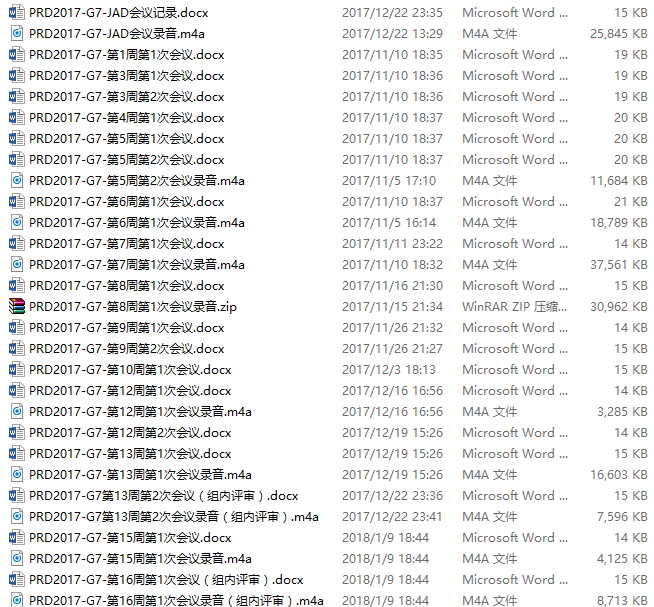 PRD2017-G7-JAD会议记录.docx 2017/12/22 23:35 Microsoft Word ... 15 KB
PRD2017-G7-JAD会议录音.m4a 2017/12/22 13:29 M4A 文件 25,845 KB
PRD2017-G7-第1周第1次会议.docx 2017/11/10 18:35 Microsoft Word ... 19 KB
PRD2017-G7-第3周第1次会议.docx 2017/11/10 18:36 Microsoft Word ... 19 KB
PRD2017-G7-第3周第2次会议.docx 2017/11/10 18:36 Microsoft Word ... 19 KB
PRD2017-G7-第4周第1次会议.docx 2017/11/10 18:37 Microsoft Word ... 20 KB
PRD2017-G7-第5周第1次会议.docx 2017/11/10 18:37 Microsoft Word ... 20 KB
PRD2017-G7-第5周第2次会议.docx 2017/11/10 18:37 Microsoft Word ... 20 KB
PRD2017-G7-第5周第2次会议录音.m4a 2017/11/5 17:10 M4A 文件 11,684 KB
PRD2017-G7-第6周第1次会议.docx 2017/11/10 18:37 Microsoft Word ... 21 KB
PRD2017-G7-第6周第1次会议录音.m4a 2017/11/5 16:14 M4A 文件 18,789 KB
PRD2017-G7-第7周第1次会议.docx 2017/11/11 23:22 Microsoft Word ... 14 KB
PRD2017-G7-第7周第1次会议录音.m4a 2017/11/10 18:32 M4A 文件 37,561 KB
PRD2017-G7-第8周第1次会议.docx 2017/11/16 21:30 Microsoft Word ... 15 KB
PRD2017-G7-第8周第1次会议录音.zip 2017/11/15 21:34 WinRAR ZIP 压缩... 30,962 KB
PRD2017-G7-第9周第1次会议.docx 2017/11/26 21:32 Microsoft Word ... 14 KB
PRD2017-G7-第9周第2次会议.docx 2017/11/26 21:27 Microsoft Word ... 15 KB
PRD2017-G7-第10周第1次会议.docx 2017/12/3 18:13 Microsoft Word ... 15 KB
PRD2017-G7-第12周第1次会议.docx 2017/12/16 16:56 Microsoft Word ... 14 KB
PRD2017-G7-第12周第1次会议录音.m4a 2017/12/16 16:56 M4A 文件 3,285 KB
PRD2017-G7-第12周第2次会议.docx 2017/12/19 15:26 Microsoft Word ... 14 KB
PRD2017-G7-第13周第1次会议.docx 2017/12/19 15:26 Microsoft Word ... 15 KB
PRD2017-G7-第13周第1次会议录音.m4a 2017/12/19 15:26 M4A 文件 16,603 KB
PRD2017-G7第13周第2次会议（组内评审）.docx 2017/12/22 23:36 Microsoft Word ... 15 KB
PRD2017-G7第13周第2次会议录音（组内评审）.m4a 2017/12/22 23:41 M4A 文件 7,596 KB
PRD2017-G7-第15周第1次会议.docx 2018/1/9 18:44 Microsoft Word ... 14 KB
PRD2017-G7-第15周第1次会议录音.m4a 2018/1/9 18:44 M4A 文件 4,125 KB
PRD2017-G7-第16周第1次会议（组内评审）.docx 2018/1/9 18:44 Microsoft Word ... 15 KB
PRD2017-G7-第16周第1次会议录音（组内评审）.m4a 2018/1/9 18:44 M4A 文件 8,713 KB